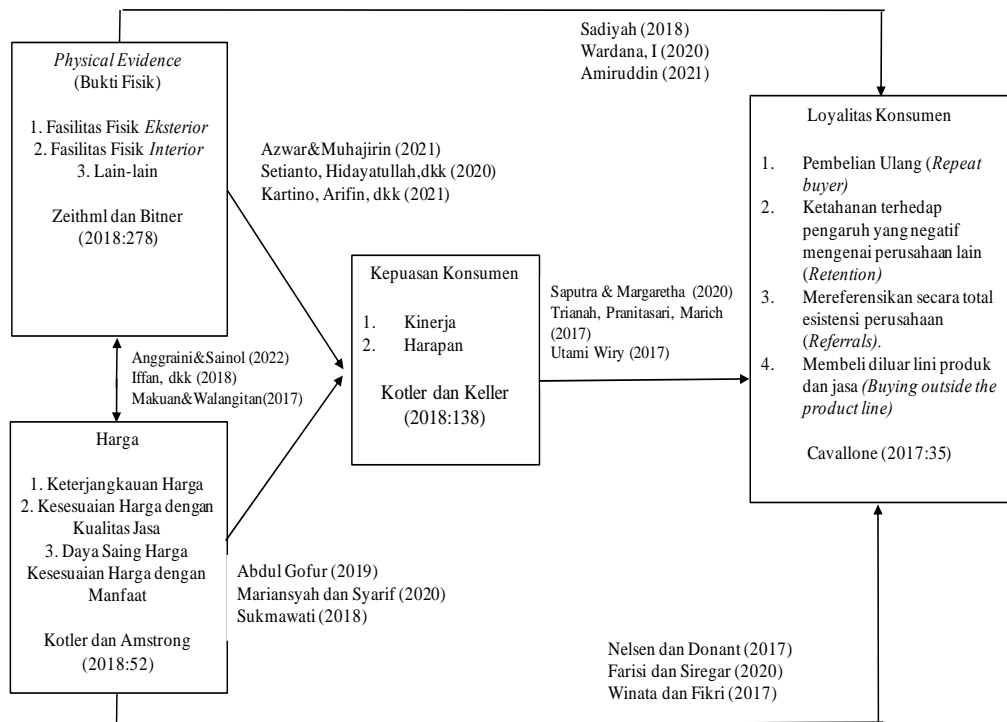 Physical Evidence
(Bukti Fisik)
1. Fasilitas Fisik Eksterior
2. Fasilitas Fisik Interior
3. Lain-lain
Zeithml dan Bitner
(2018:278)
Sadiyah (2018)
Wardana, I (2020)
Amiruddin (2021)
Azwar&Muhajirin (2021)
Setianto, Hidayatullah,dkk (2020)
Kartino, Arifin, dkk (2021)
Anggraini&Sainol (2022)
Iffan, dkk (2018)
Makuan&Walangitan(2017)
Harga
1. Keterjangkauan Harga
2. Kesesuaian Harga dengan
Kualitas Jasa
3. Daya Saing Harga
Kesesuaian Harga dengan
Manfaat
Kotler dan Amstrong
(2018:52)
Abdul Gofur (2019)
Mariansyah dan Syarif (2020)
Sukmawati (2018)
Kepuasan Konsumen
1. Kinerja
2. Harapan
Kotler dan Keller
(2018:138)
Saputra & Margaretha (2020)
Trianah, Pranitasari, Marich
(2017)
Utami Wiry (2017)
Loyalitas Konsumen
1. Pembelian Ulang (Repeat
buyer)
2. Ketahanan terhedap
pengaruh yang negatif
mengenai perusahaan lain
(Retention)
3. Mereferensikan secara total
esistensi perusahaan
(Referrals).
4. Membeli diluar lini produk
dan jasa (Buying outside the
product line)
Cavallone (2017:35)
Nelsen dan Donant (2017)
Farisi dan Siregar (2020)
Winata dan Fikri (2017)